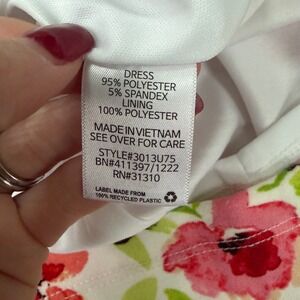 DRESS
95% POLYESTER
5% SPANDEX
LINING
100% POLYESTER
MADE IN VIETNAM
SEE OVER FOR CARE
STYLE#3013U75
BN#411397/1222
RN#31310
LABEL MADE FROM
100% RECYCLED PLASTIC